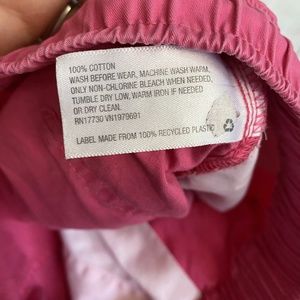 100% COTTON
WASH BEFORE WEAR, MACHINE WASH WARM,
ONLY NON-CHLORINE BLEACH WHEN NEEDED,
TUMBLE DRY LOW, WARM IRON IF NEEDED
OR DRY CLEAN.
RN17730 VN1979691
LABEL MADE FROM 100% RECYCLED PLASTIC